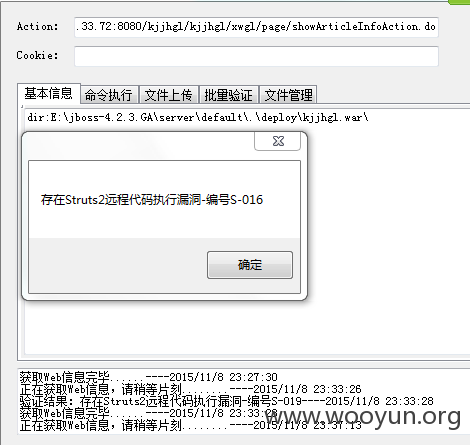 Action: .33.72:8080/kjjhgl/kjjhgl/xwgl/page/showArticleInfoAction.do
Cookie:
基本信息 命令执行 文件上传 批量验证 文件管理
dir:E:\jboss-4.2.3.GA\server\default\.\deploy\kjjhgl.war\
存在Struts2远程代码执行漏洞-编号S-016
确定
获取Web信息完毕......----2015/11/8 23:27:30
正在获取Web信息,请稍等片刻........----2015/11/8 23:33:26
验证结果:存在Struts2远程代码执行漏洞-编号S-019----2015/11/8 23:33:28
获取Web信息完毕......----2015/11/8 23:33:28
正在获取Web信息,请稍等片刻........----2015/11/8 23:37:13
www.wooyun.org